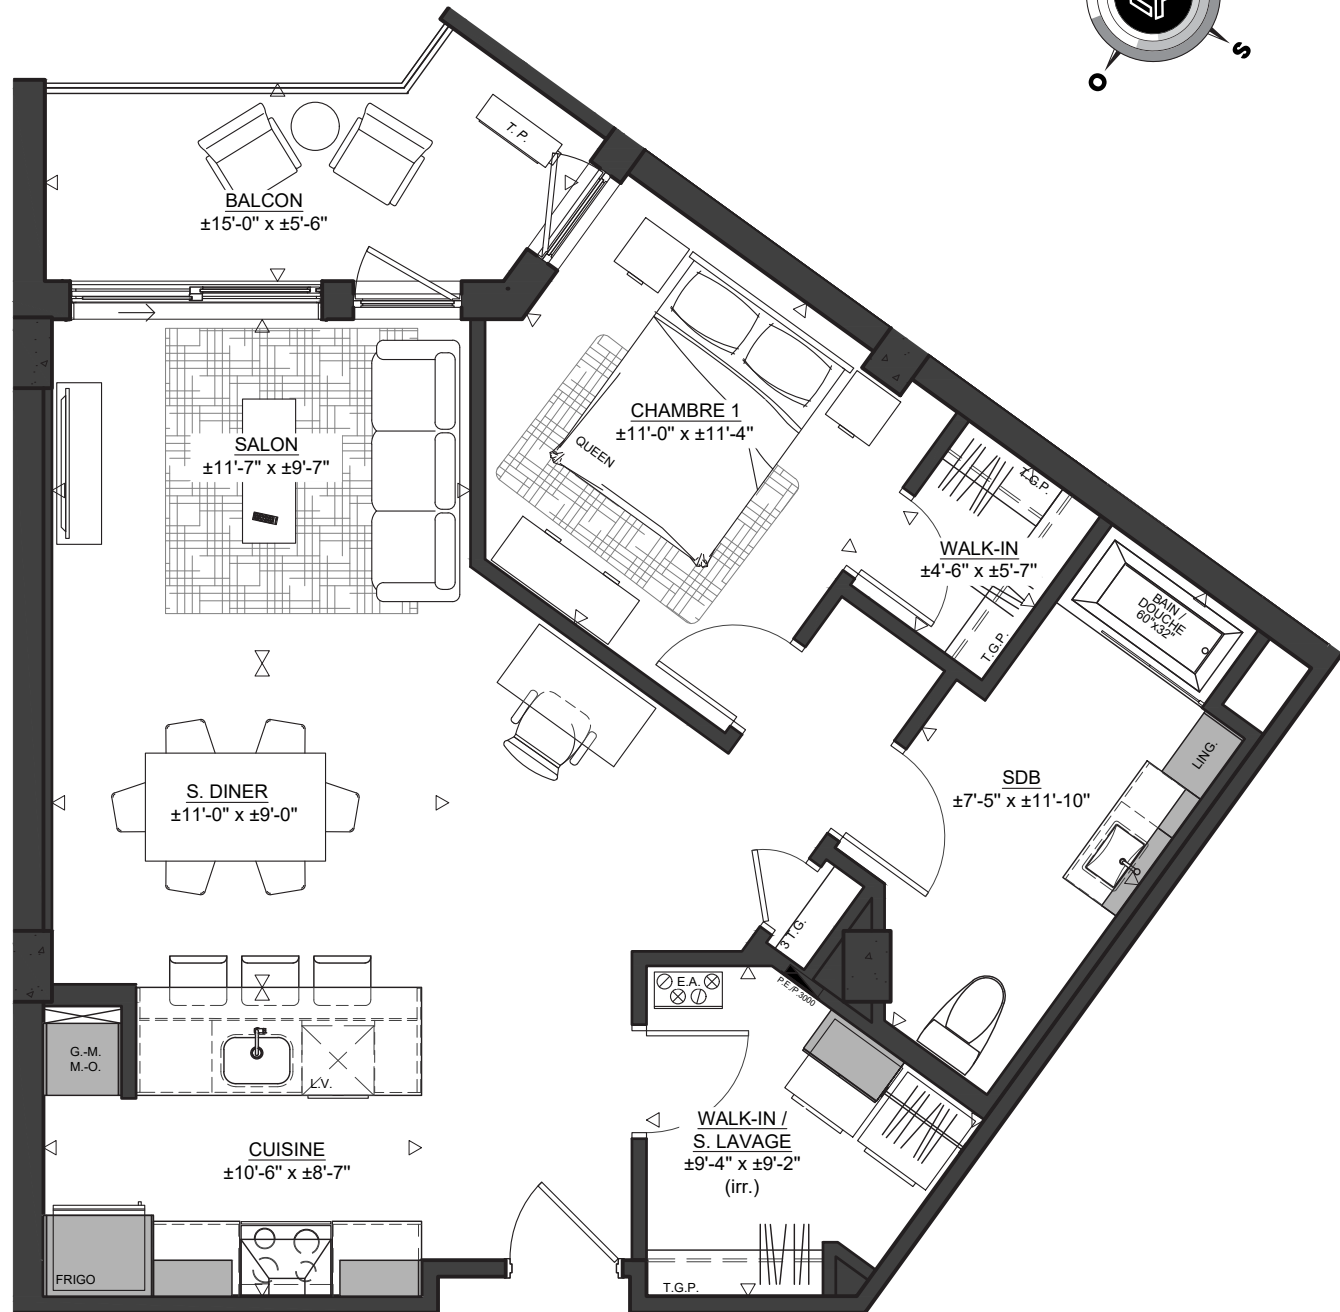 S
O
T.P.
BALCON
±15'-0" x ±5'-6"
CHAMBRE 1
±11'-0" x ±11'-4"
QUEEN
SALON
±11'-7" x ±9'-7"
T.G.P.
WALK-IN
±4'-6" x ±5'-7"
T.G.P.
BAIN /
DOUCHE
60"x32"
LING.
SDB
±7'-5" x ±11'-10"
S. DINER
±11'-0" x ±9'-0"
3 T.G.
P.E./P.3000
E.A.
G.-M.
M.-O.
L.V.
WALK-IN /
S. LAVAGE
±9'-4" x ±9'-2"
(irr.)
CUISINE
±10'-6" x ±8'-7"
FRIGO
T.G.P.